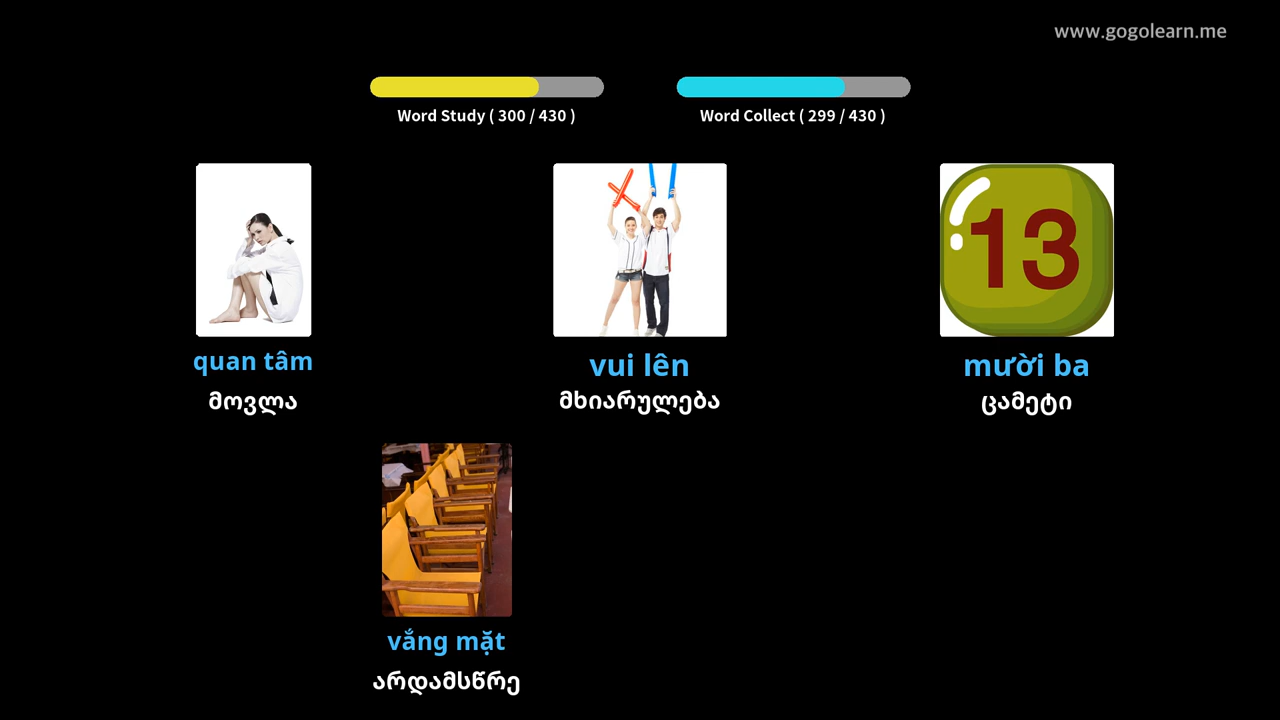 www.gogolearn.me
Word Study ( 300 / 430 )
Word Collect ( 299 / 430 )
13
quan tâm
vui lên
mười ba
მოვლა
მხიარულება
ცამეტი
vắng mặt
არდამსწრე